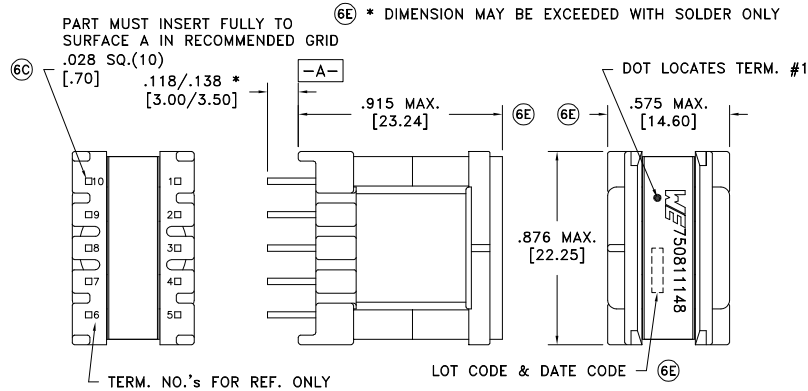 6E * DIMENSION MAY BE EXCEEDED WITH SOLDER ONLY
PART MUST INSERT FULLY TO
SURFACE A IN RECOMMENDED GRID
6C .028 SQ.(10)
[.70]
.118/.138 *
[3.00/3.50]
-A-
.915 MAX.
[23.24]
6E
6E
.575 MAX.
[14.60]
DOT LOCATES TERM. #1
10 1
9 2
8 3
7 4
6 5
.876 MAX.
[22.25]
WE 750811148
TERM. NO.'s FOR REF. ONLY
LOT CODE & DATE CODE 6E